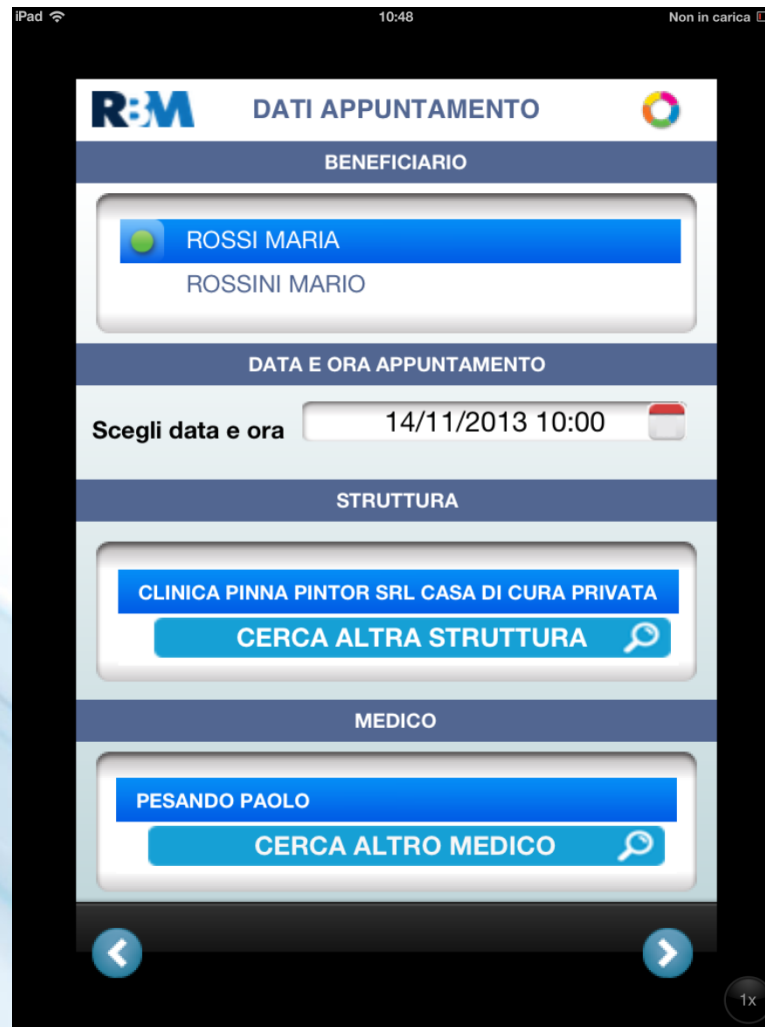 iPad 10:48 Non in carica
RBM DATI APPUNTAMENTO
BENEFICIARIO
ROSSI MARIA
ROSSINI MARIO
DATA E ORA APPUNTAMENTO
Scegli data e ora 14/11/2013 10:00
STRUTTURA
CLINICA PINNA PINTOR SRL CASA DI CURA PRIVATA
CERCA ALTRA STRUTTURA
MEDICO
PESANDO PAOLO
CERCA ALTRO MEDICO
1x